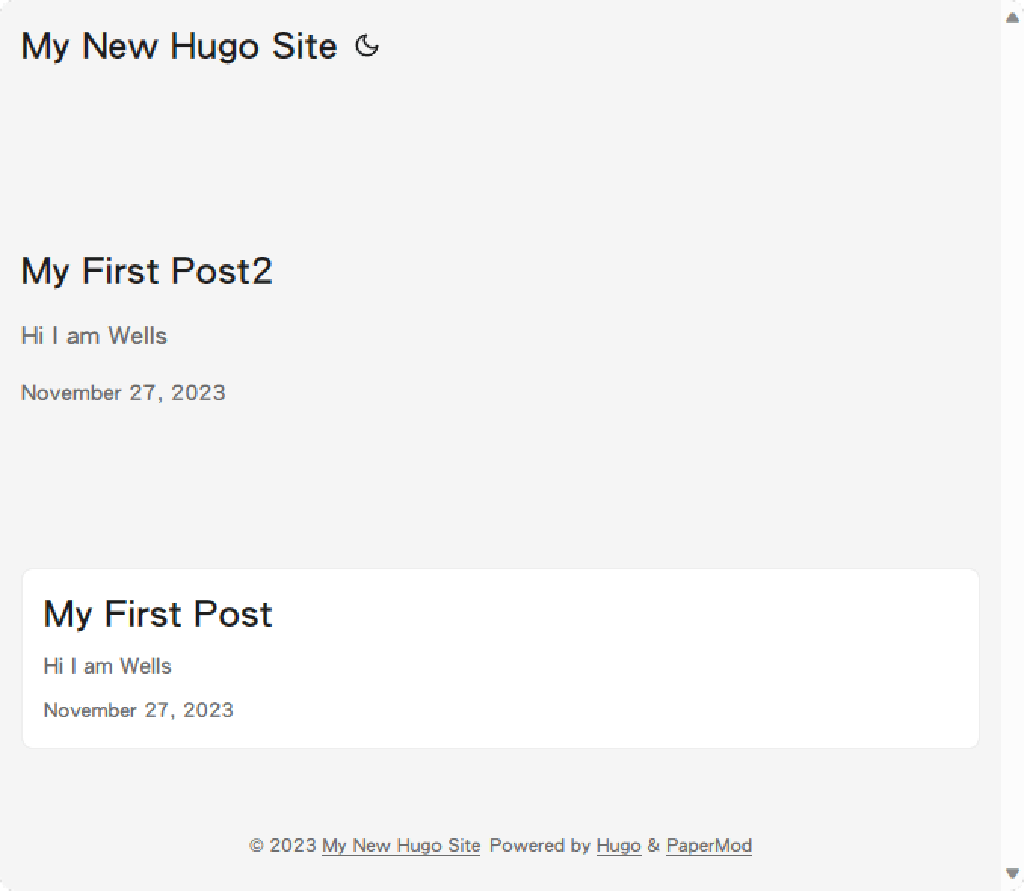 My New Hugo Site
My First Post2
Hi I am Wells
November 27, 2023
My First Post
Hi I am Wells
November 27, 2023
© 2023 My New Hugo Site Powered by Hugo & PaperMod